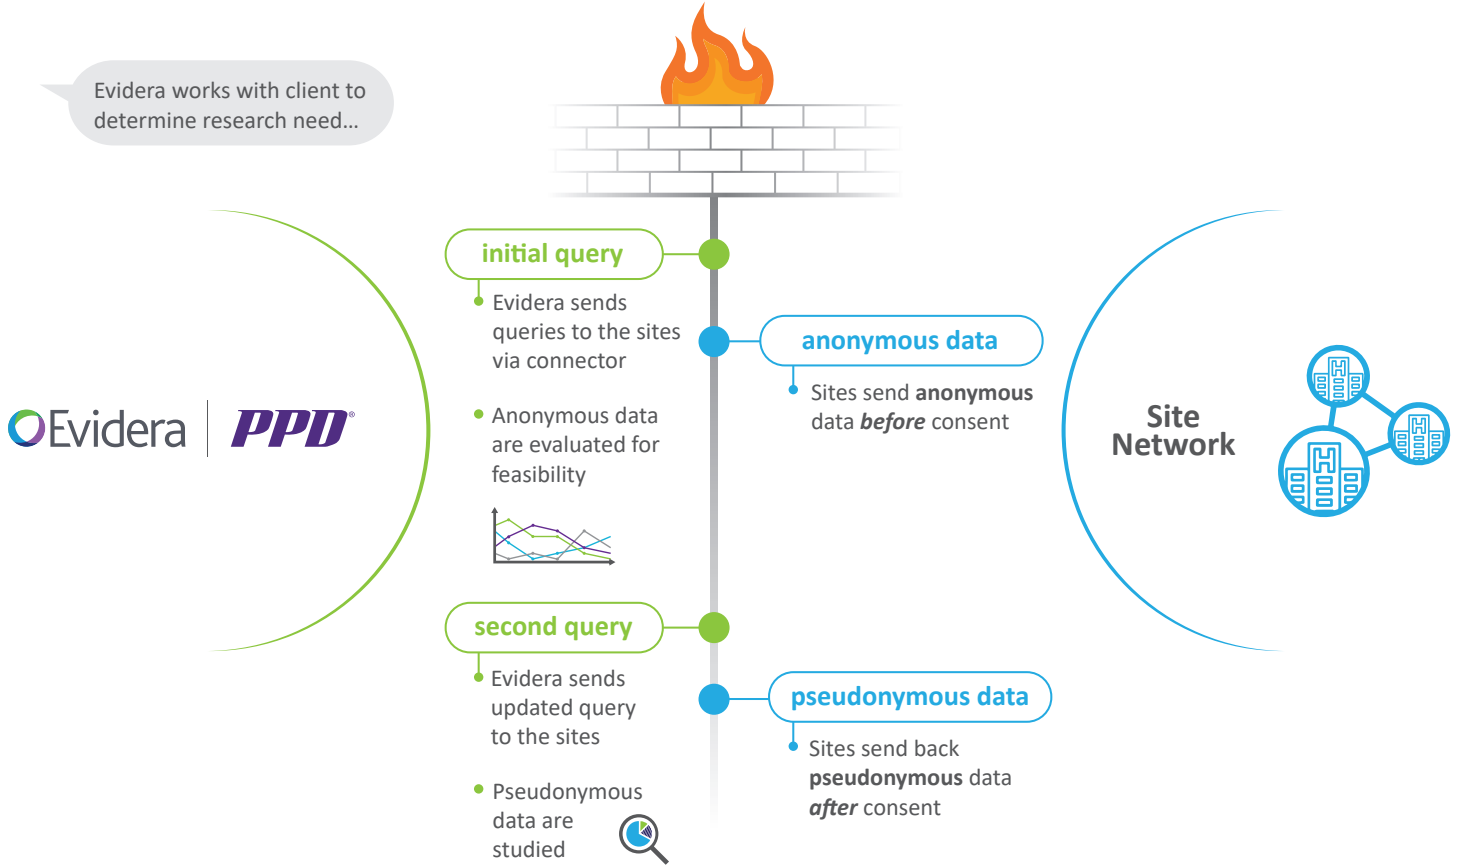 Evidera works with client to
determine research need...
initial query
Evidera sends
queries to the sites
via connector
Anonymous data
are evaluated for
feasibility
anonymous data
Sites send anonymous
data before consent
Evidera PPD®
Site
Network
H
H
H
second query
Evidera sends
updated query
to the sites
Pseudonymous
data are
studied
pseudonymous data
Sites send back
pseudonymous data
after consent